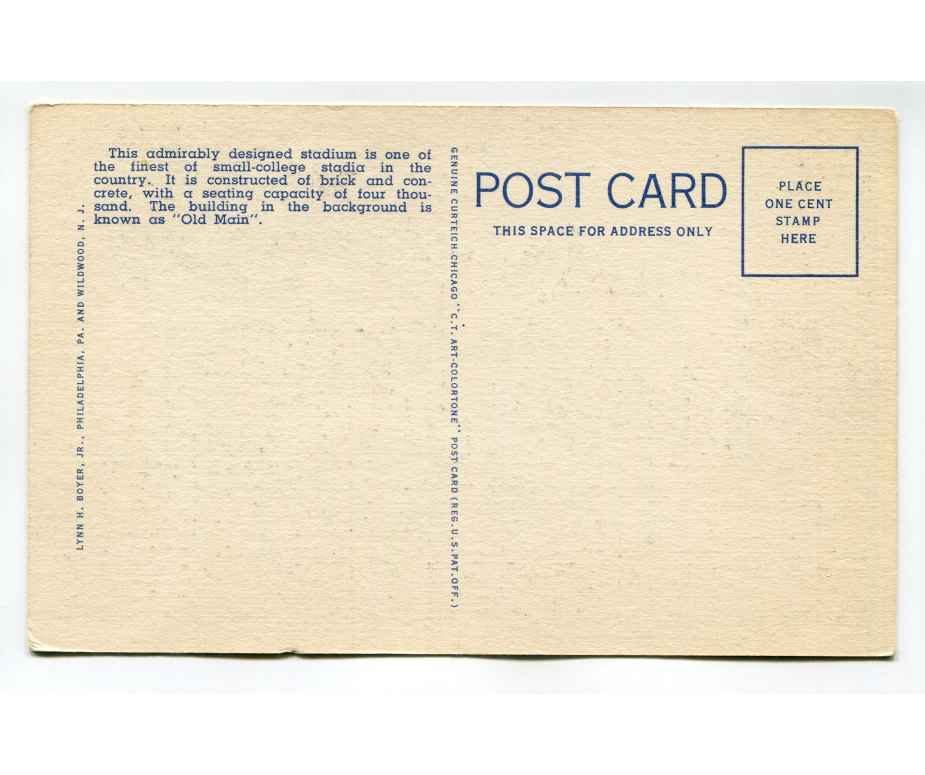 This admirably designed stadium is one of
the finest of small-college stadia in the
country. It is constructed of brick and con-
crete, with a seating capacity of four thou-
sand. The building in the background is
known as "Old Main".
LYNN H. BOYER, JR., PHILADELPHIA, PA. AND WILDWOOD, N. J.
GENUINE CURTEICH-CHICAGO "C.T. ART-COLORTONE" POST CARD (REG. U.S. PAT. OFF.)
POST CARD
THIS SPACE FOR ADDRESS ONLY
PLACE
ONE CENT
STAMP
HERE